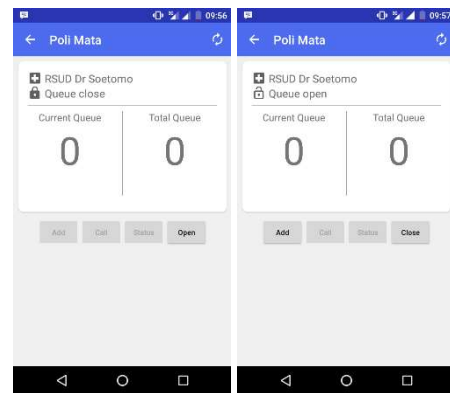 09:56
Poli Mata
RSUD Dr Soetomo
Queue close
Current Queue Total Queue
0 0
Add Call Status Open
09:57
Poli Mata
RSUD Dr Soetomo
Queue open
Current Queue Total Queue
0 0
Add Call Status Close